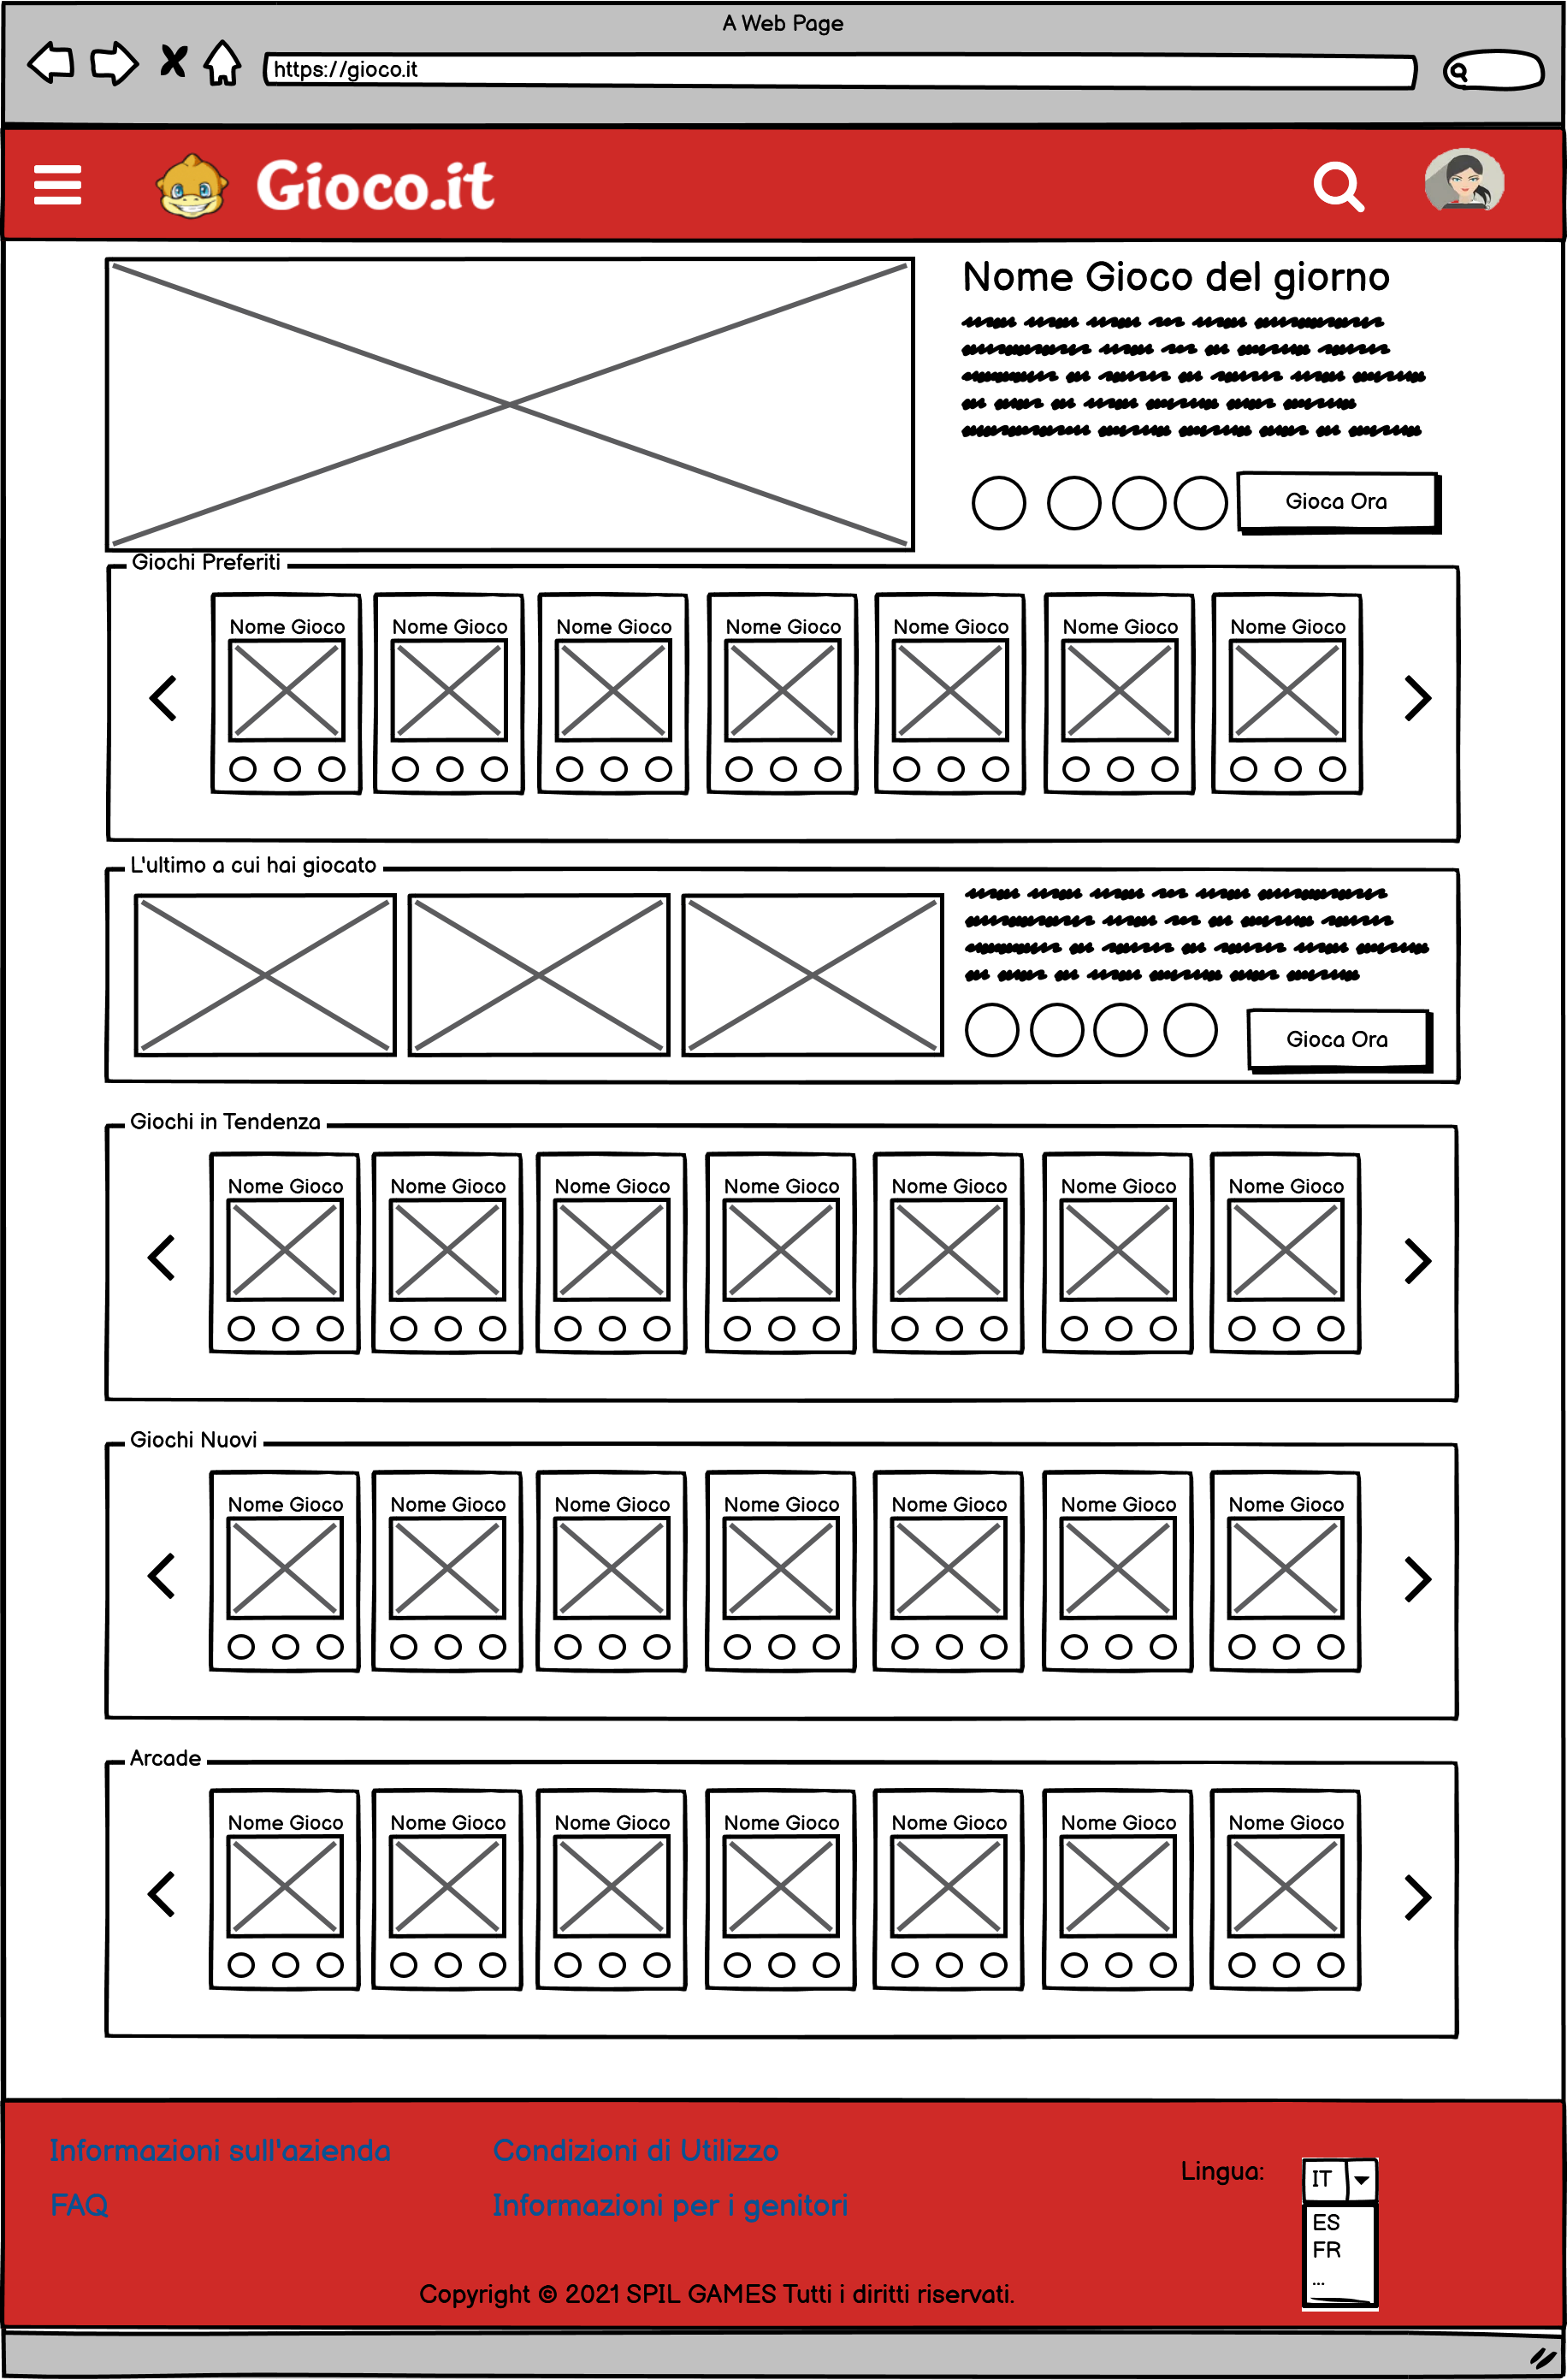 A Web Page
https://gioco.it
Gioco.it
Nome Gioco del giorno
Gioca Ora
Giochi Preferiti
Nome Gioco Nome Gioco Nome Gioco Nome Gioco Nome Gioco Nome Gioco Nome Gioco
L'ultimo a cui hai giocato
Gioca Ora
Giochi in Tendenza
Nome Gioco Nome Gioco Nome Gioco Nome Gioco Nome Gioco Nome Gioco Nome Gioco
Giochi Nuovi
Nome Gioco Nome Gioco Nome Gioco Nome Gioco Nome Gioco Nome Gioco Nome Gioco
Arcade
Nome Gioco Nome Gioco Nome Gioco Nome Gioco Nome Gioco Nome Gioco Nome Gioco
Informazioni sull'azienda Condizioni di Utilizzo
Lingua: IT
FAQ Informazioni per i genitori
ES
FR
...
Copyright © 2021 SPIL GAMES Tutti i diritti riservati.